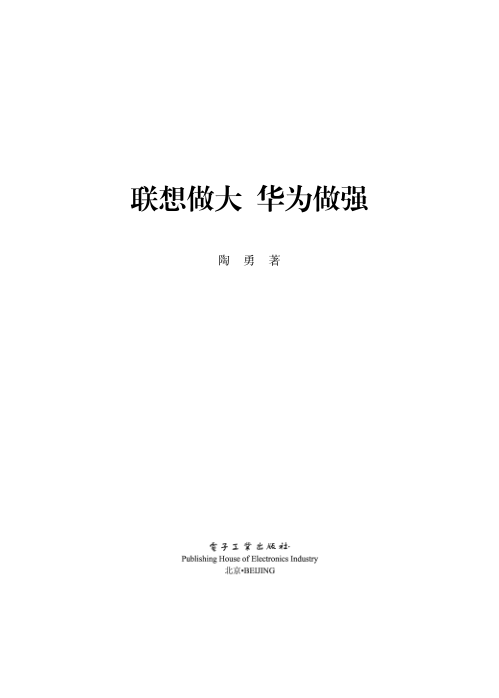 联想做大 华为做强
陶 勇 著
電子工業出版社
Publishing House of Electronics Industry
北京•BEIJING